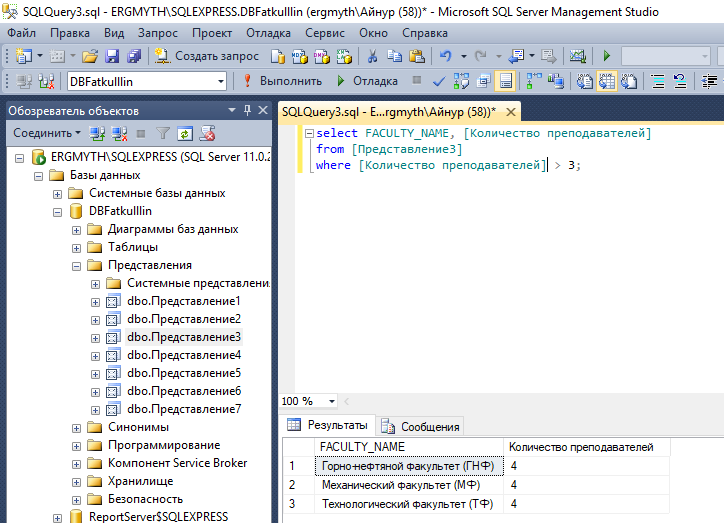 SQLQuery3.sql - ERGMYTH\SQLEXPRESS.DBFatkulllin (ergmyth\Айнур (58))* - Microsoft SQL Server Management Studio
Файл Правка Вид Запрос Проект Отладка Сервис Окно Справка
Создать запрос
DBFatkulllin Выполнить Отладка
Обозреватель объектов
Соединить
ERGMYTH\SQLEXPRESS (SQL Server 11.0.2
Базы данных
Системные базы данных
DBFatkulllin
Диаграммы баз данных
Таблицы
Представления
Системные представлени
dbo.Представление1
dbo.Представление2
dbo.Представление3
dbo.Представление4
dbo.Представление5
dbo.Представление6
dbo.Представление7
Синонимы
Программирование
Компонент Service Broker
Хранилище
Безопасность
ReportServer$SQLEXPRESS
SQLQuery3.sql - E...rgmyth\Айнур (58))*
select FACULTY_NAME, [Количество преподавателей]
from [Представление3]
where [Количество преподавателей] > 3;
100 %
Результаты Сообщения
FACULTY_NAME Количество преподавателей
1 Горно-нефтяной факультет (ГНФ) 4
2 Механический факультет (МФ) 4
3 Технологический факультет (ТФ) 4